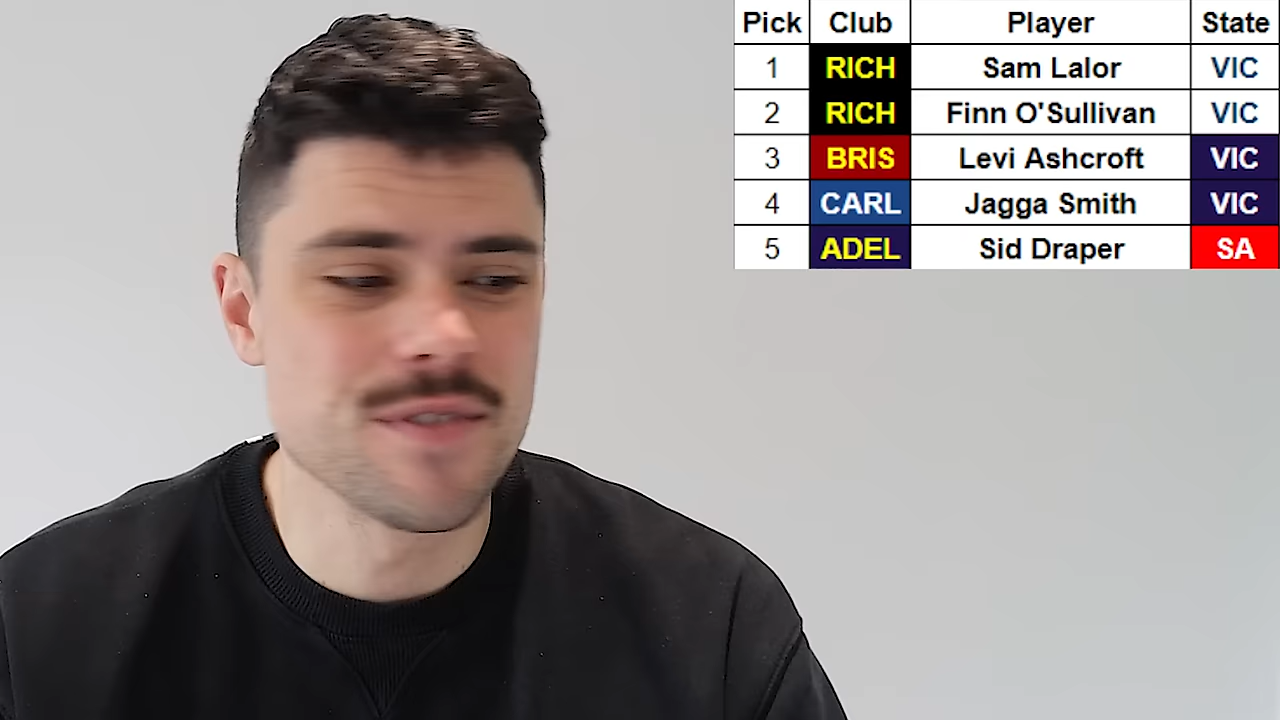 Pick Club Player State
1 RICH Sam Lalor VIC
2 RICH Finn O'Sullivan VIC
3 BRIS Levi Ashcroft VIC
4 CARL Jagga Smith VIC
5 ADEL Sid Draper SA